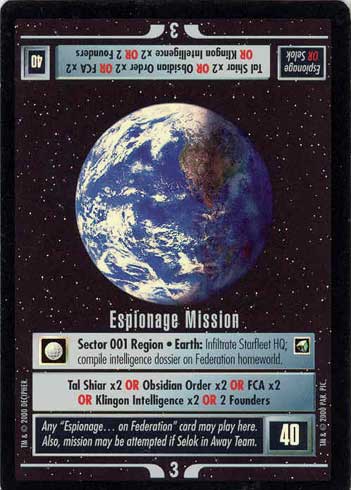 3
Tal Shiar x2 OR Obsidian Order x2 OR FCA x2
OR Klingon Intelligence x2 OR 2 Founders
40
Espionage
OR Selok
Espionage Mission
Sector 001 Region • Earth: Infiltrate Starfleet HQ;
compile intelligence dossier on Federation homeworld.
Tal Shiar x2 OR Obsidian Order x2 OR FCA x2
OR Klingon Intelligence x2 OR 2 Founders
Any "Espionage... on Federation" card may play here.
Also, mission may be attempted if Selok in Away Team.
40
3
TM & © 2000 DECIPHER.
TM & © 2000 PAR. PIC.